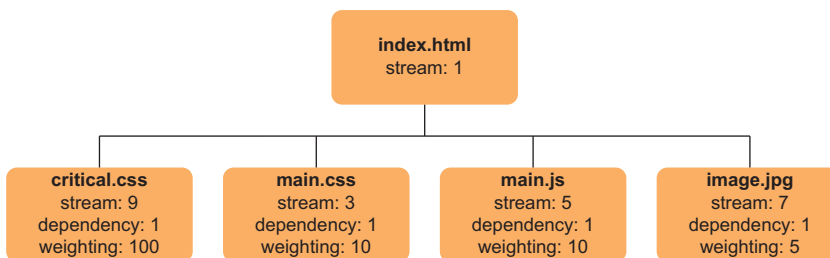 index.html
stream: 1
critical.css
stream: 9
dependency: 1
weighting: 100
main.css
stream: 3
dependency: 1
weighting: 10
main.js
stream: 5
dependency: 1
weighting: 10
image.jpg
stream: 7
dependency: 1
weighting: 5